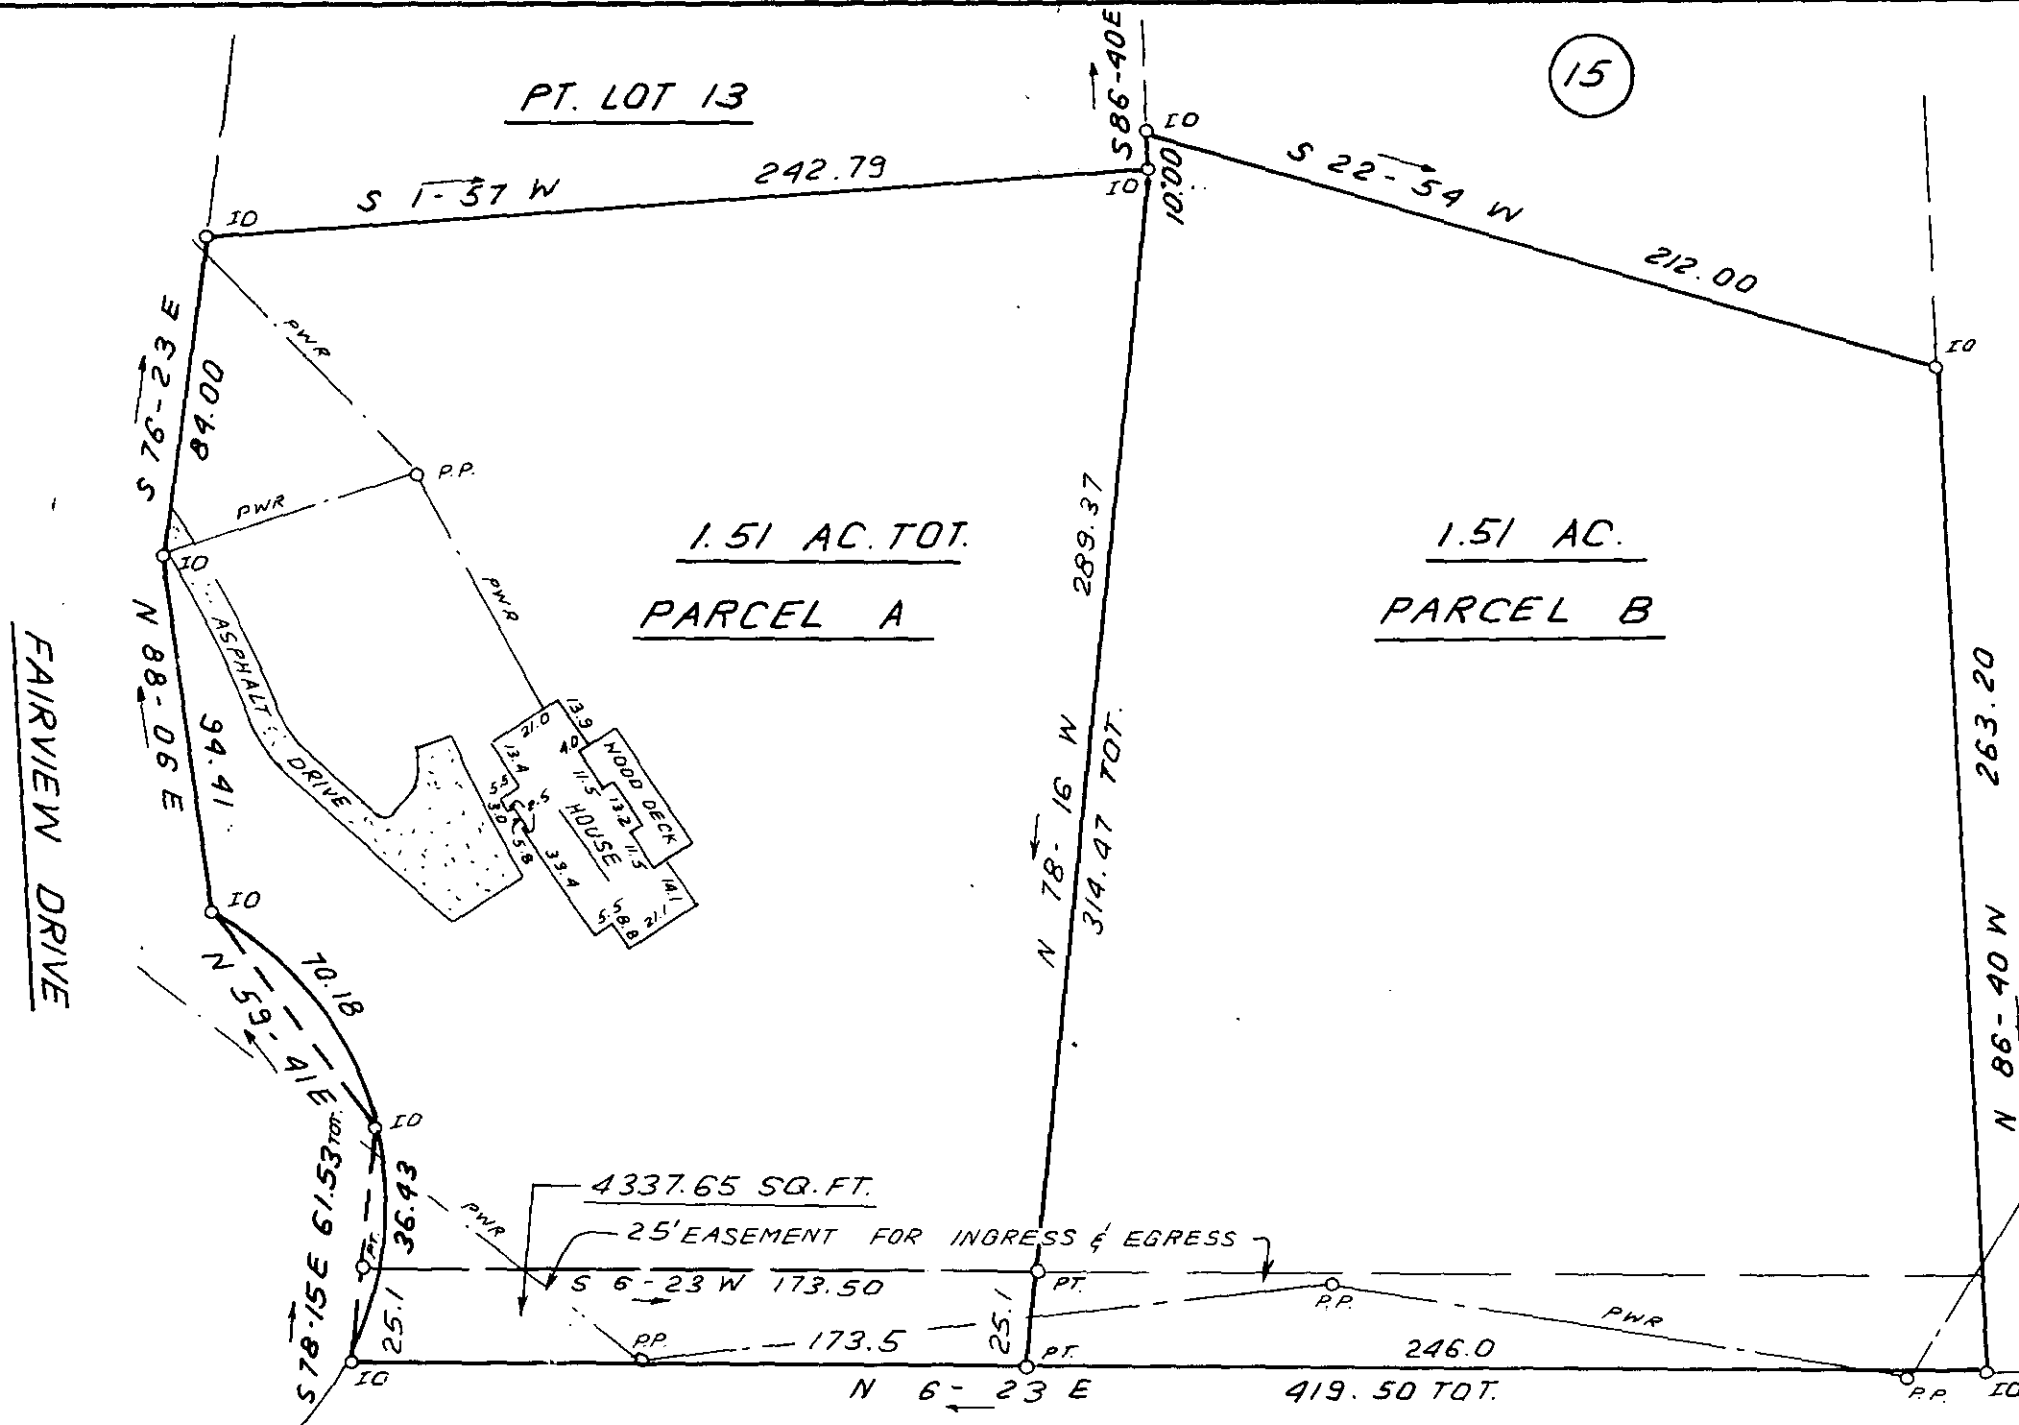 PT. LOT 13
S 86-40 E
10.00
15
IO
IO
S 1-57 W 242.79
S 22-54 W 212.00
IO
IO
S 76-23 E
84.00
PWR
PWR
P.P.
PWR
IO
1.51 AC. TOT.
PARCEL A
N 78-16 W 289.37
314.47 TOT.
1.51 AC.
PARCEL B
263.20
N 86-40 W
FAIRVIEW DRIVE
N 88-06 E
94.41
ASPHALT DRIVE
21.0
13.9
4.0
13.4
11.5
WOOD DECK
5.5
3.0
2.5
13.2
HOUSE
5.8
11.5
33.4
14.1
5.5
8.8
21.1
IO
N 59-41 E
70.18
IO
S 78-15 E 61.53 TOT.
36.43
PT.
25.1
4337.65 SQ. FT.
25' EASEMENT FOR INGRESS & EGRESS
PWR
S 6-23 W 173.50
PT.
25.1
P.P.
173.5
PT.
P.P.
PWR
246.0
IO
N 6-23 E
419.50 TOT.
P.P.
IO